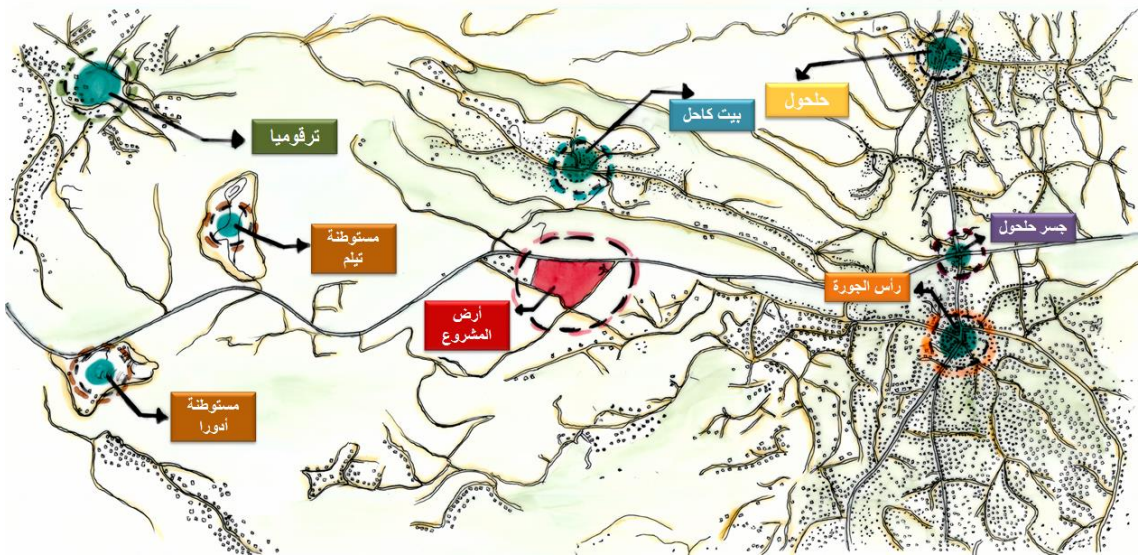 حلحول
بيت كاحل
ترقوميا
جسر حلحول
مستوطنة
تيلم
رأس الجورة
أرض
المشروع
مستوطنة
أدورا